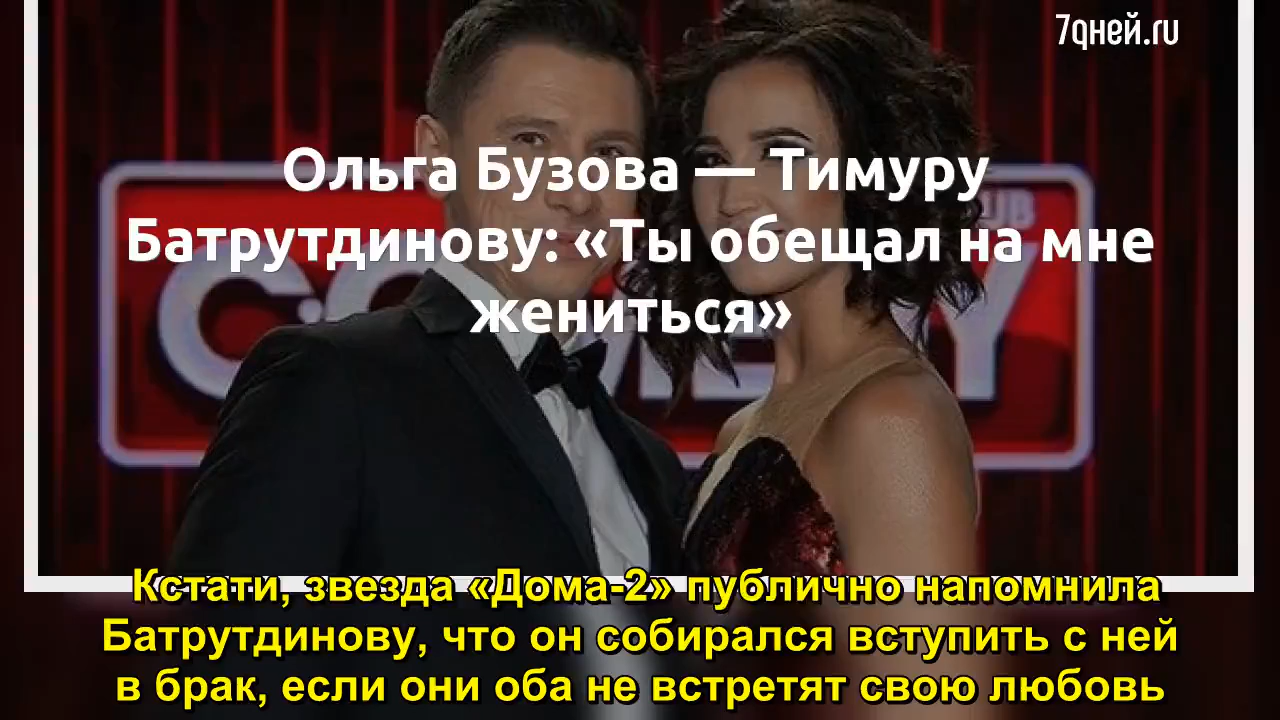 7дней.ru
Ольга Бузова — Тимуру
Батрутдинову: «Ты обещал на мне
жениться»
Кстати, звезда «Дома-2» публично напомнила
Батрутдинову, что он собирался вступить с ней
в брак, если они оба не встретят свою любовь